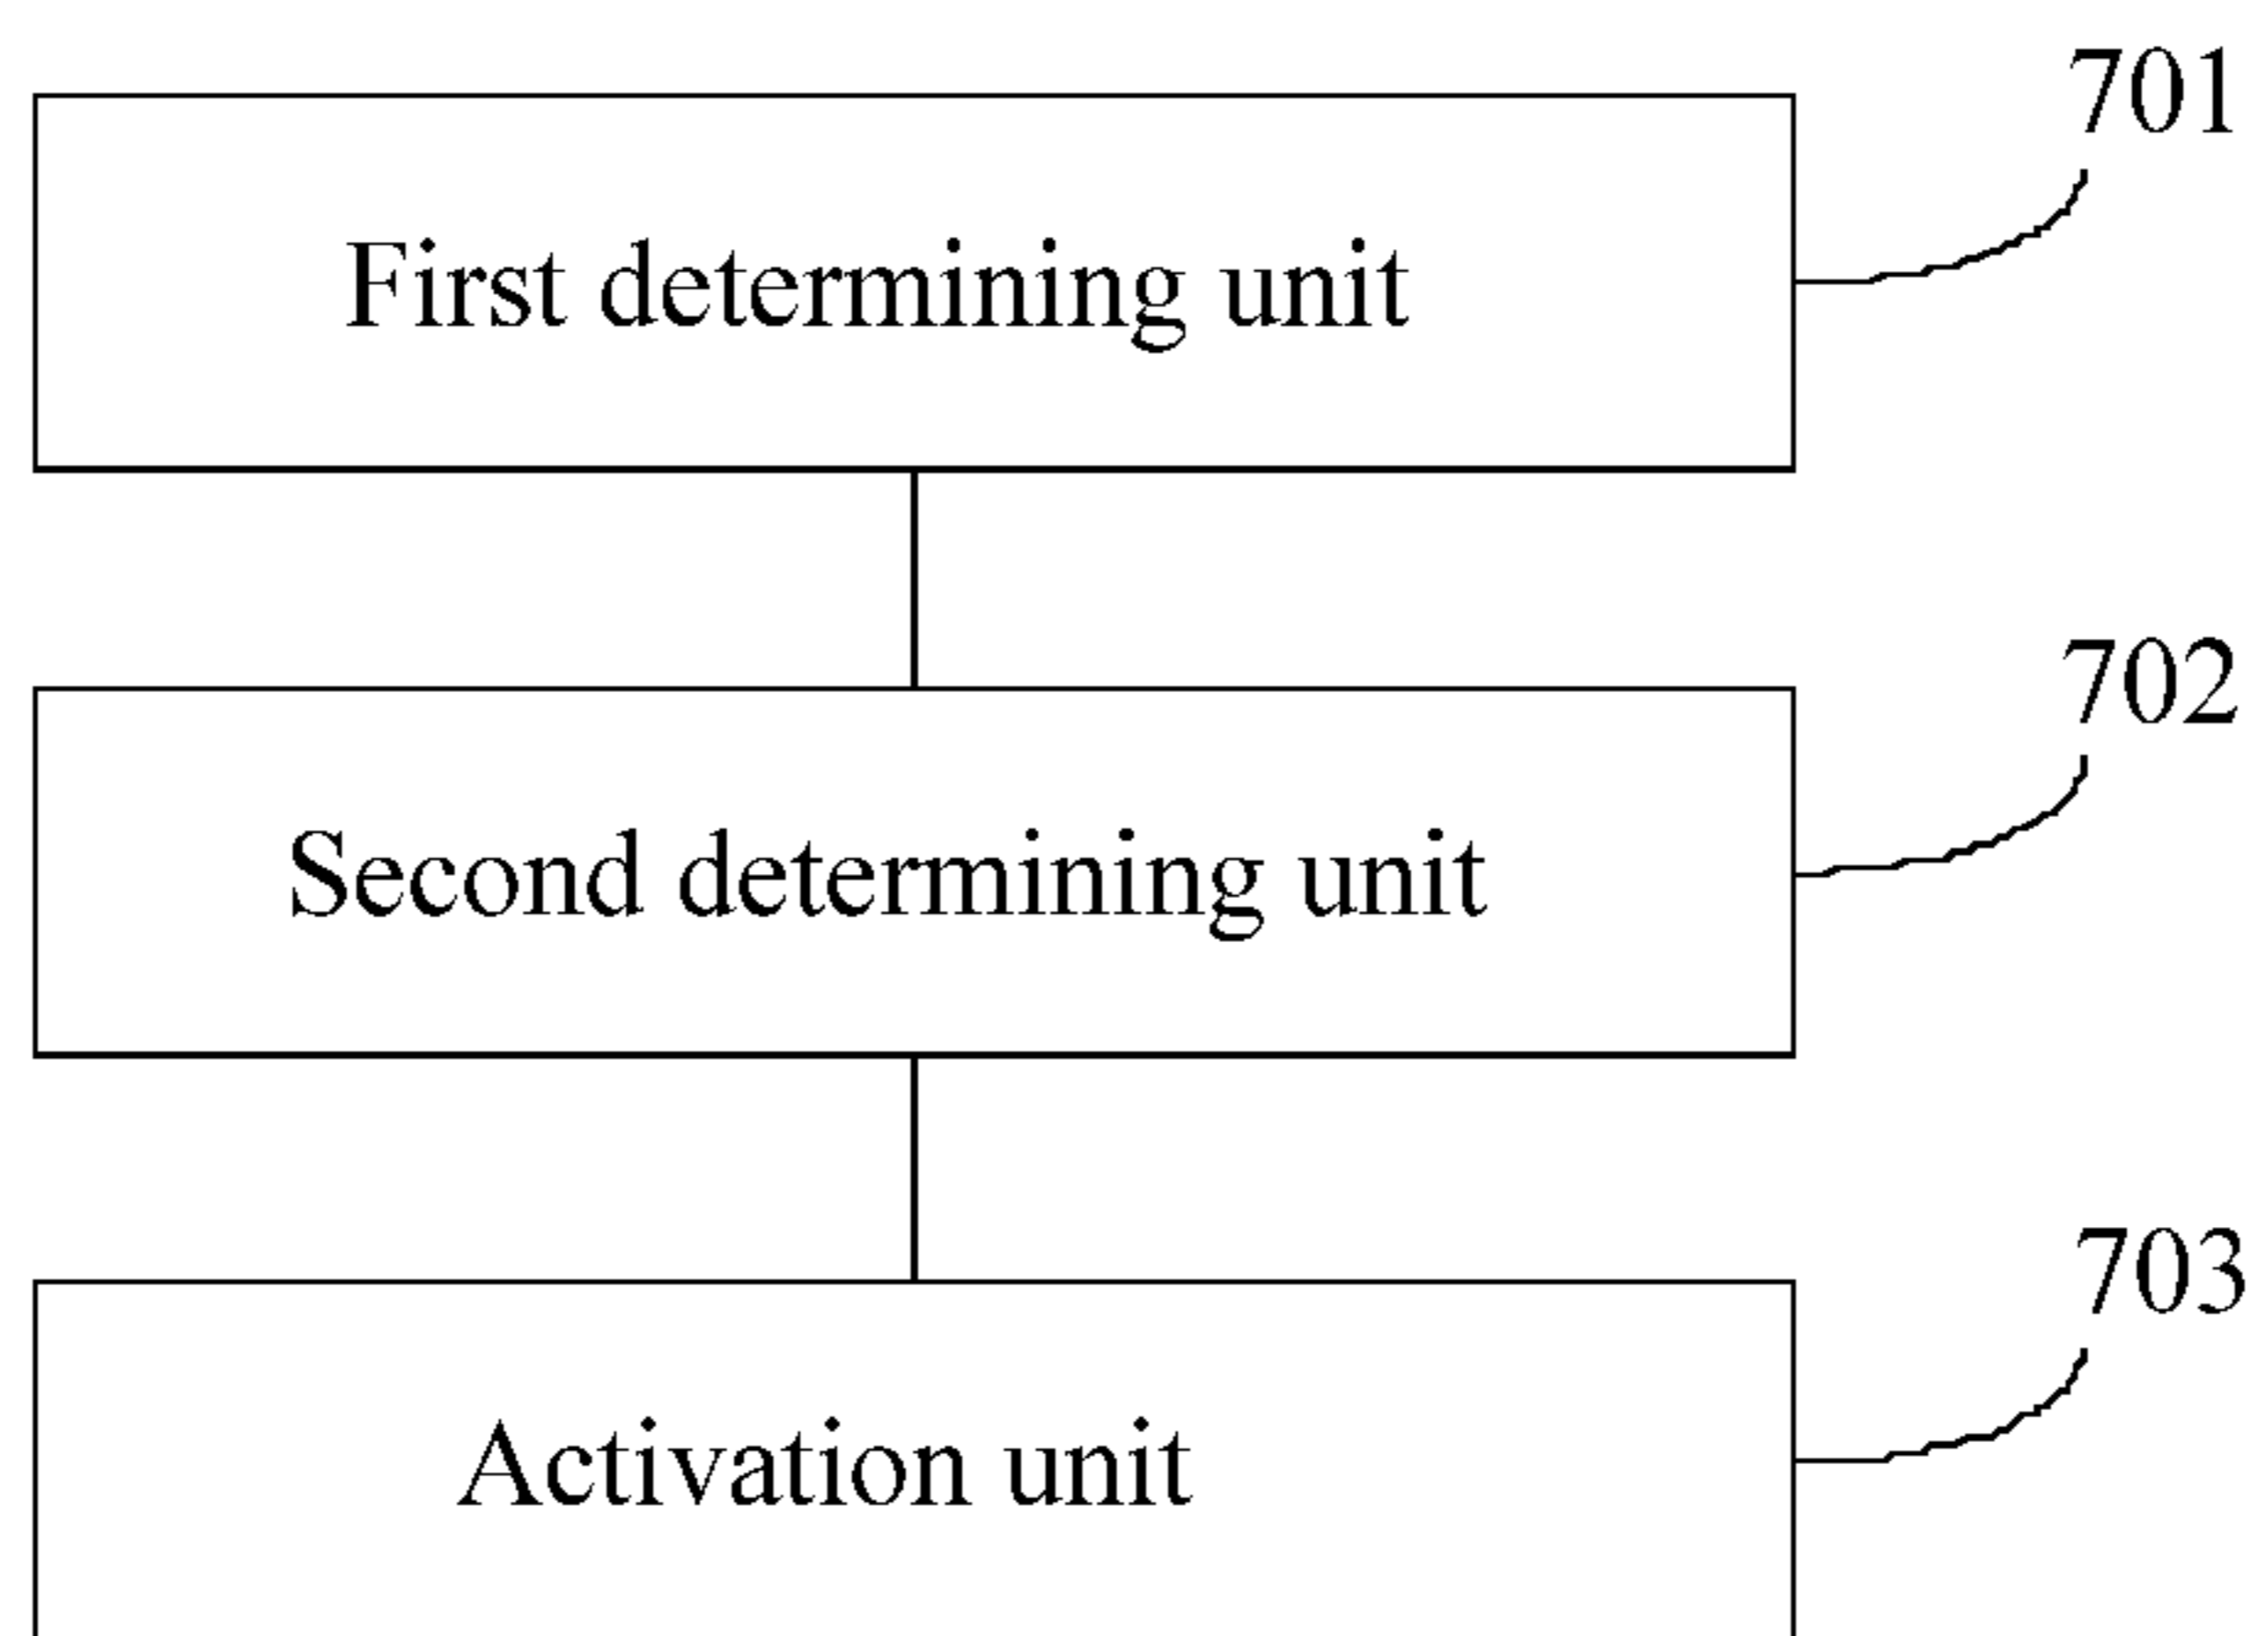 701
First determining unit
702
Second determining unit
703
Activation unit